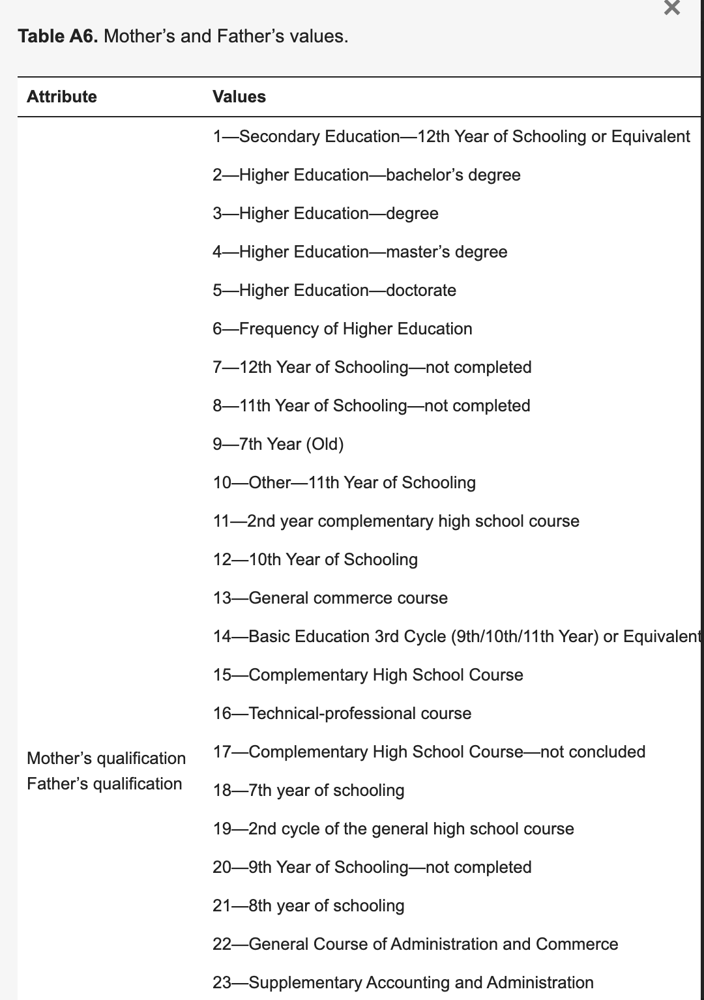 Table A6. Mother’s and Father’s values.
Attribute Values
1—Secondary Education—12th Year of Schooling or Equivalent
2—Higher Education—bachelor’s degree
3—Higher Education—degree
4—Higher Education—master’s degree
5—Higher Education—doctorate
6—Frequency of Higher Education
7—12th Year of Schooling—not completed
8—11th Year of Schooling—not completed
9—7th Year (Old)
10—Other—11th Year of Schooling
11—2nd year complementary high school course
12—10th Year of Schooling
13—General commerce course
14—Basic Education 3rd Cycle (9th/10th/11th Year) or Equivalent
15—Complementary High School Course
16—Technical-professional course
Mother’s qualification
Father’s qualification
17—Complementary High School Course—not concluded
18—7th year of schooling
19—2nd cycle of the general high school course
20—9th Year of Schooling—not completed
21—8th year of schooling
22—General Course of Administration and Commerce
23—Supplementary Accounting and Administration